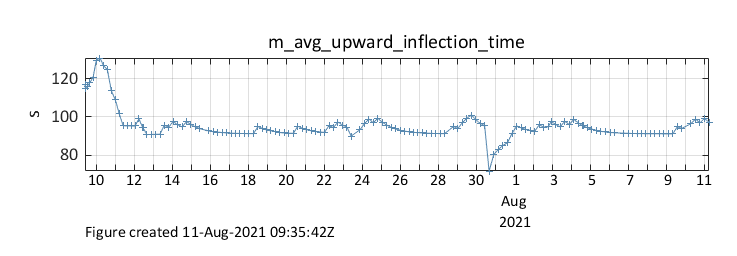 m_avg_upward_inflection_time
120
100
80
s
10 12 14 16 18 20 22 24 26 28 30 1 3 5 7 9 11
Aug
2021
Figure created 11-Aug-2021 09:35:42Z